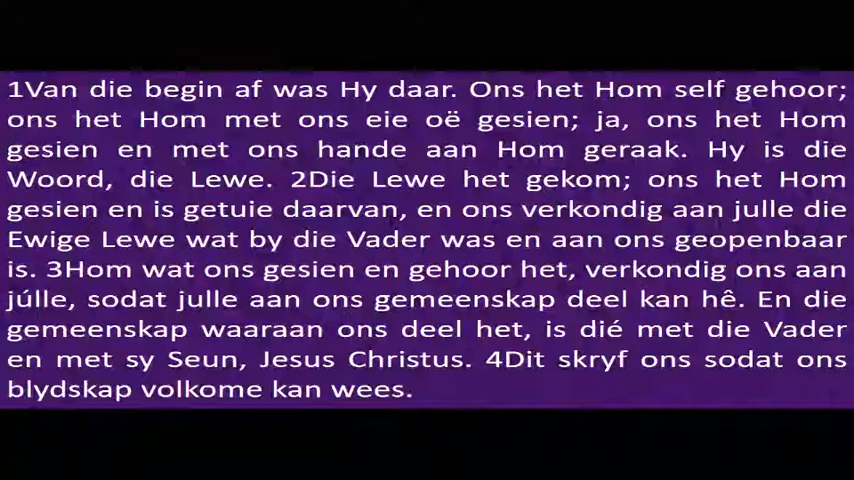 1Van die begin af was Hy daar. Ons het Hom self gehoor;
ons het Hom met ons eie oë gesien; ja, ons het Hom
gesien en met ons hande aan Hom geraak. Hy is die
Woord, die Lewe. 2Die Lewe het gekom; ons het Hom
gesien en is getuie daarvan, en ons verkondig aan julle die
Ewige Lewe wat by die Vader was en aan ons geopenbaar
is. 3Hom wat ons gesien en gehoor het, verkondig ons aan
júlle, sodat julle aan ons gemeenskap deel kan hê. En die
gemeenskap waaraan ons deel het, is dié met die Vader
en met sy Seun, Jesus Christus. 4Dit skryf ons sodat ons
blydskap volkome kan wees.